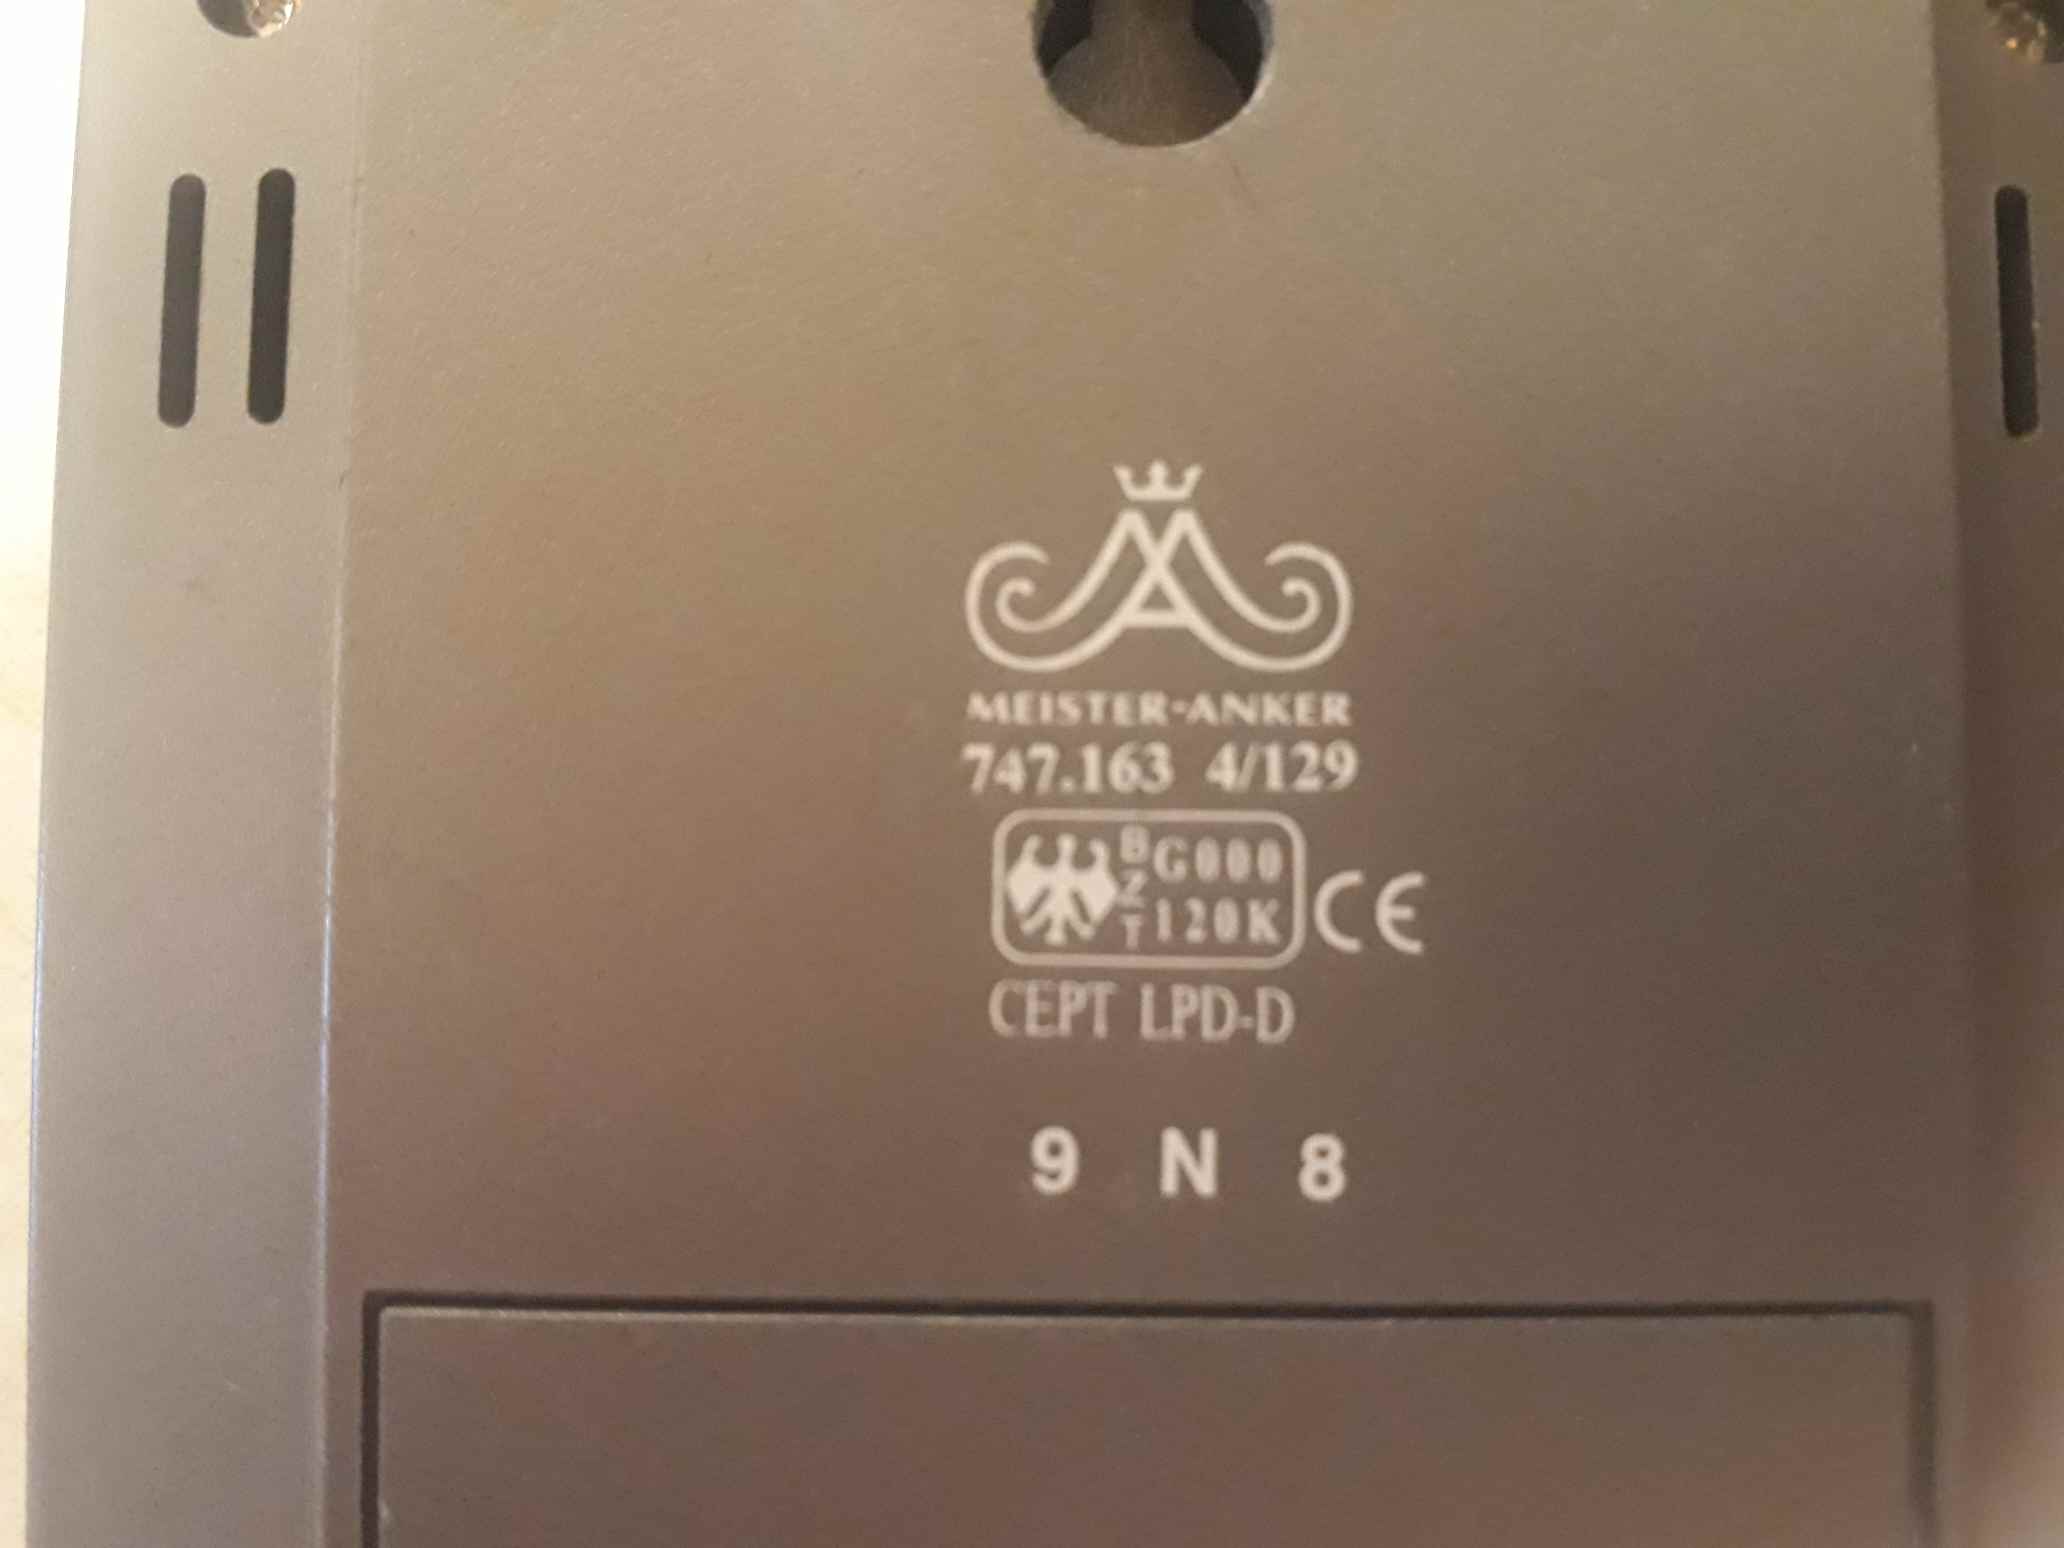 MEISTER-ANKER
747.163 4/129
BZT G000
120K CE
CEPT LPD-D
9 N 8